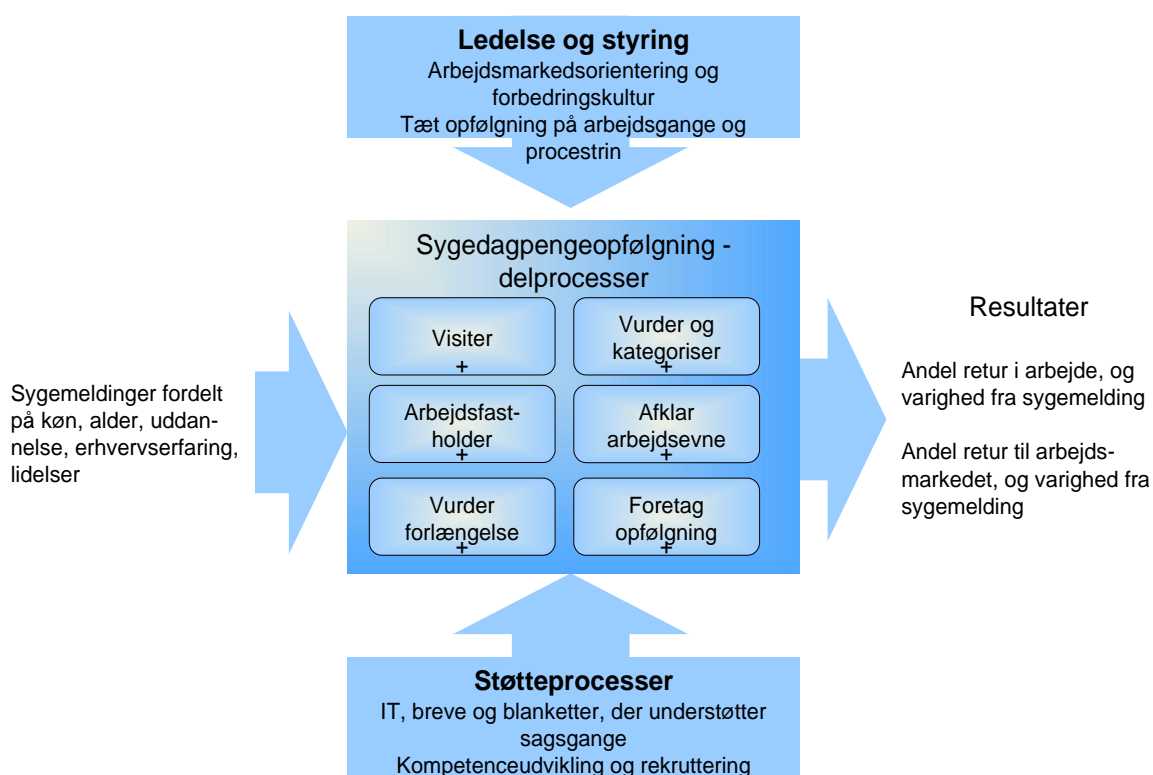 Ledelse og styring
Arbejdsmarkedsorientering og
forbedringskultur
Tæt opfølgning på arbejdsgange og
procestrin
Sygemeldinger fordelt
på køn, alder, uddan-
nelse, erhvervserfaring,
lidelser
Sygedagpengeopfølgning -
delprocesser
Visiter
+
Vurder og
kategoriser
+
Arbejdsfast-
holder
+
Afklar
arbejdsevne
+
Vurder
forlængelse
+
Foretag
opfølgning
+
Resultater
Andel retur i arbejde, og
varighed fra sygemelding
Andel retur til arbejds-
markedet, og varighed fra
sygemelding
Støtteprocesser
IT, breve og blanketter, der understøtter
sagsgange
Kompetenceudvikling og rekruttering